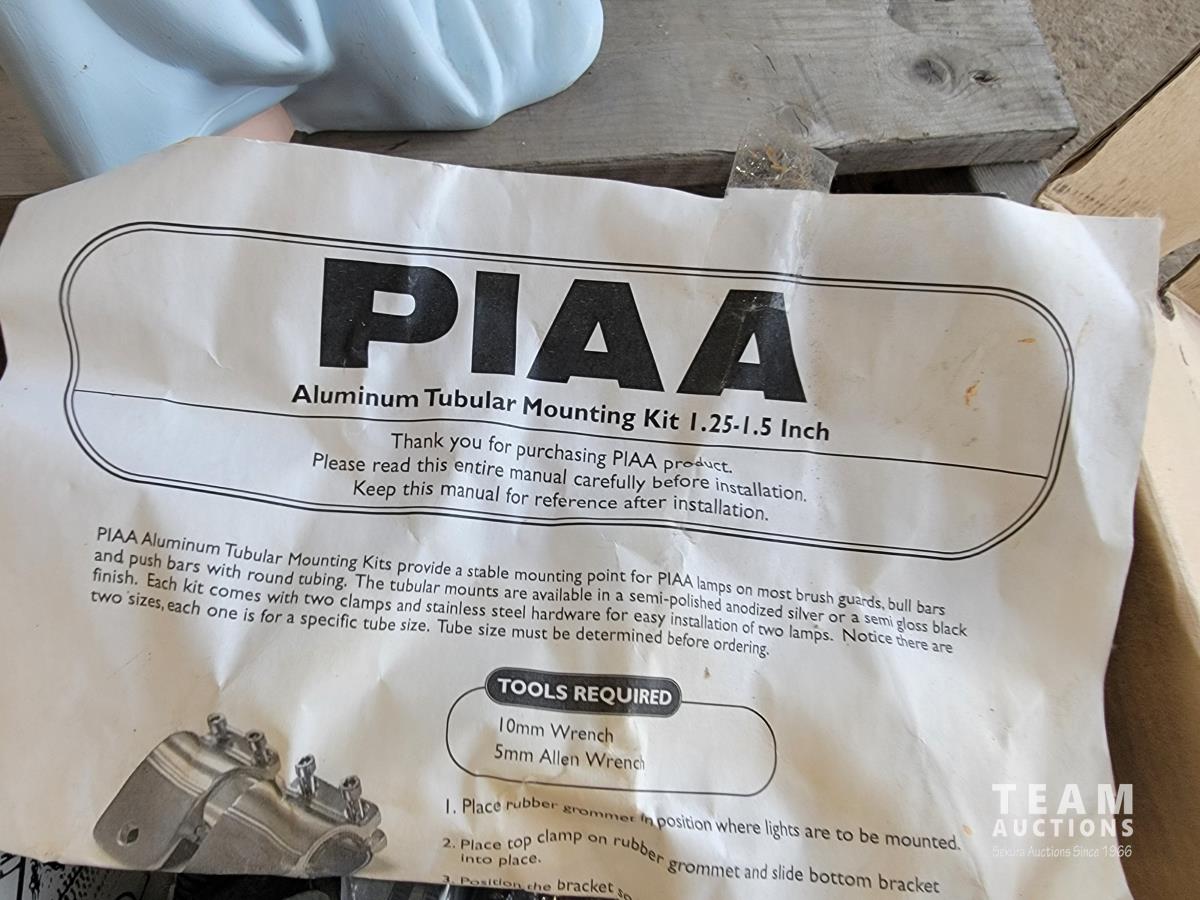 PIAA
Aluminum Tubular Mounting Kit 1.25-1.5 Inch
Thank you for purchasing PIAA product.
Please read this entire manual carefully before installation.
Keep this manual for reference after installation.
PIAA Aluminum Tubular Mounting Kits provide a stable mounting point for PIAA lamps on most brush guards, bull bars
and push bars with round tubing. The tubular mounts are available in a semi-polished anodized silver or a semi gloss black
finish. Each kit comes with two clamps and stainless steel hardware for easy installation of two lamps. Notice there are
two sizes, each one is for a specific tube size. Tube size must be determined before ordering.
TOOLS REQUIRED
10mm Wrench
5mm Allen Wrench
1. Place rubber grommet in position where lights are to be mounted.
2. Place top clamp on rubber grommet and slide bottom bracket
into place.
3. Position the bracket so
TEAM
AUCTIONS
Sekura Auctions Since 1966